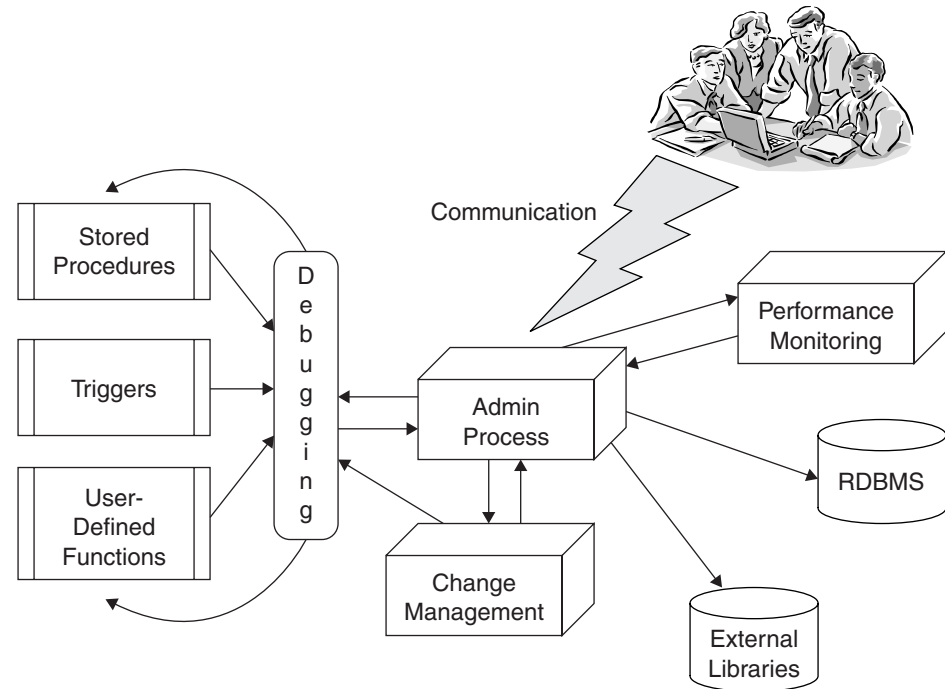 Communication
Stored
Procedures
Triggers
User-
Defined
Functions
D
e
b
u
g
g
i
n
g
Admin
Process
Performance
Monitoring
RDBMS
Change
Management
External
Libraries